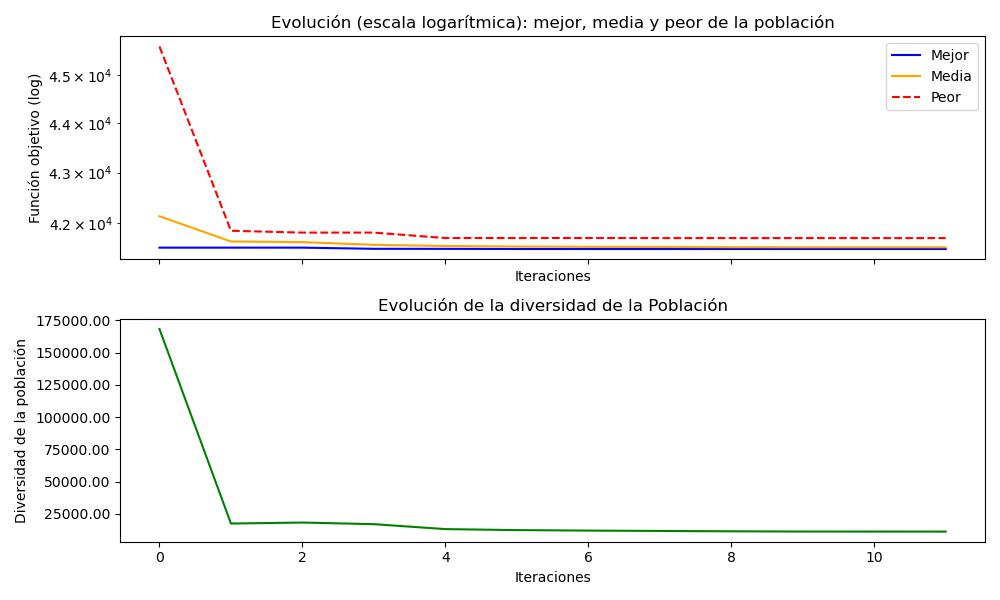 Evolución (escala logarítmica): mejor, media y peor de la población
Función objetivo (log)
4.5 × 10⁴
4.4 × 10⁴
4.3 × 10⁴
4.2 × 10⁴
Mejor
Media
Peor
Iteraciones
Evolución de la diversidad de la Población
Diversidad de la población
175000.00
150000.00
125000.00
100000.00
75000.00
50000.00
25000.00
0 2 4 6 8 10
Iteraciones